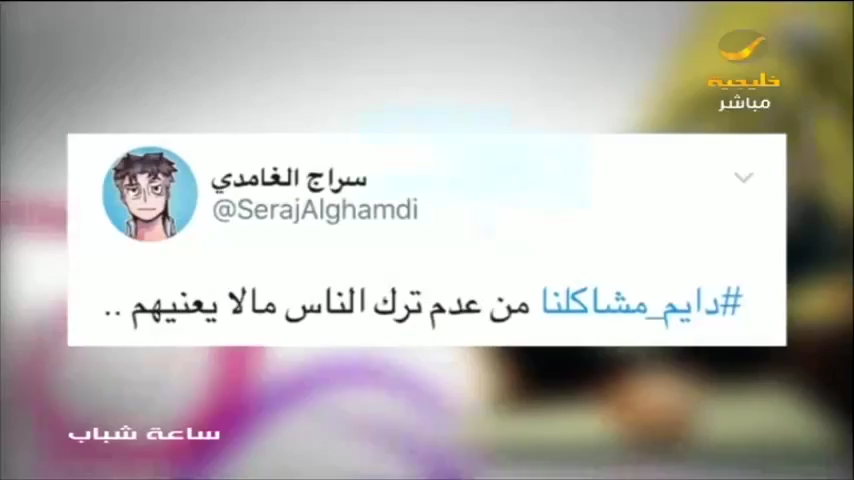 خليجية
مباشر
سراج الغامدي
@SerajAlghamdi
#دايم_مشاكلنا من عدم ترك الناس مالا يعنيهم ..
ساعة شباب